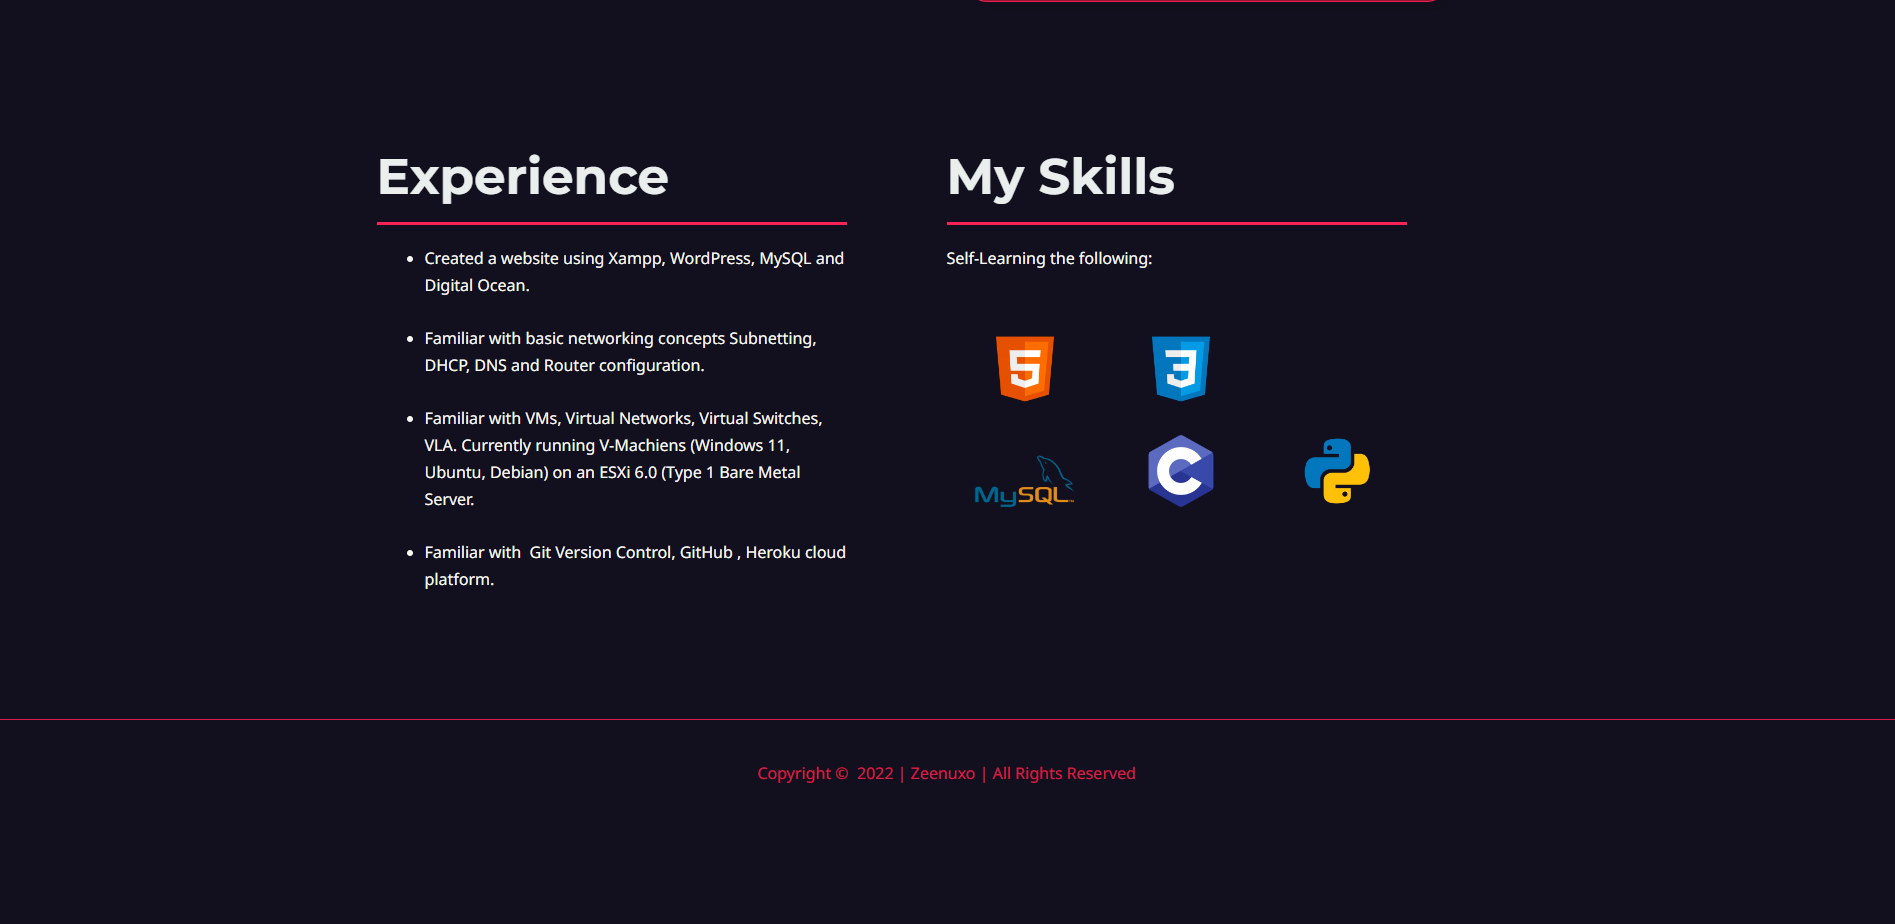 Experience
• Created a website using Xampp, WordPress, MySQL and
Digital Ocean.
• Familiar with basic networking concepts Subnetting,
DHCP, DNS and Router configuration.
• Familiar with VMs, Virtual Networks, Virtual Switches,
VLA. Currently running V-Machiens (Windows 11,
Ubuntu, Debian) on an ESXi 6.0 (Type 1 Bare Metal
Server.
• Familiar with  Git Version Control, GitHub , Heroku cloud
platform.
My Skills
Self-Learning the following:
5
3
MySQL™
C
Copyright ©  2022 | Zeenuxo | All Rights Reserved